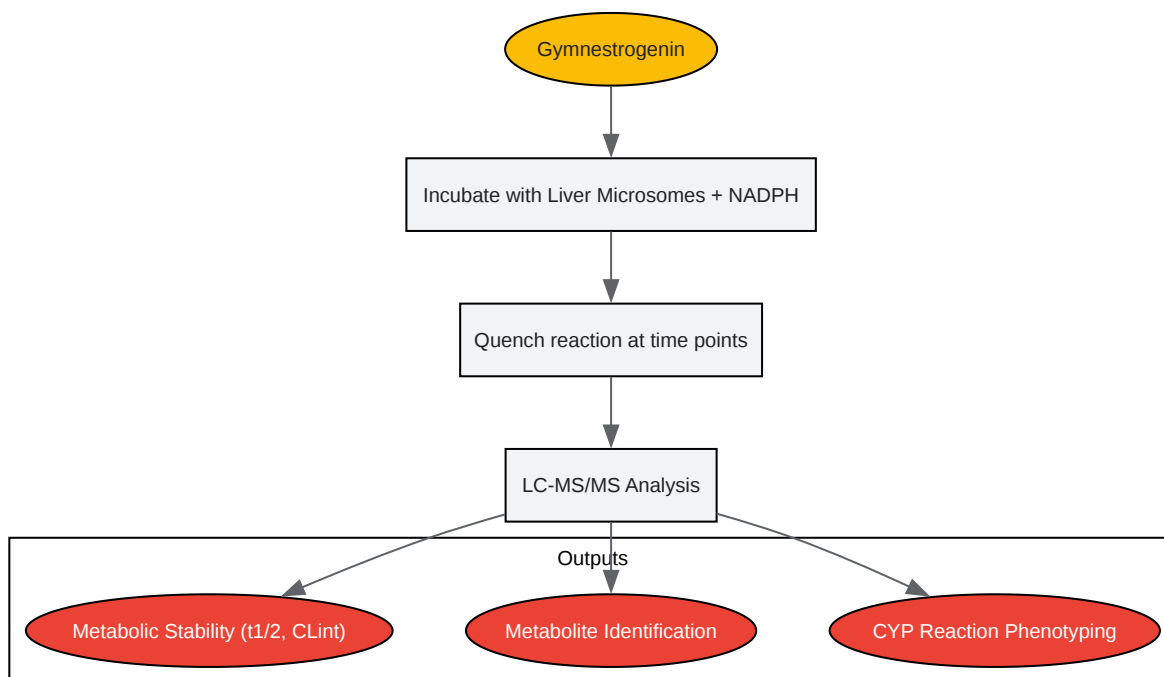 Gymnestrogenin
Incubate with Liver Microsomes + NADPH
Quench reaction at time points
LC-MS/MS Analysis
Outputs
Metabolic Stability (t1/2, CLint)
Metabolite Identification
CYP Reaction Phenotyping